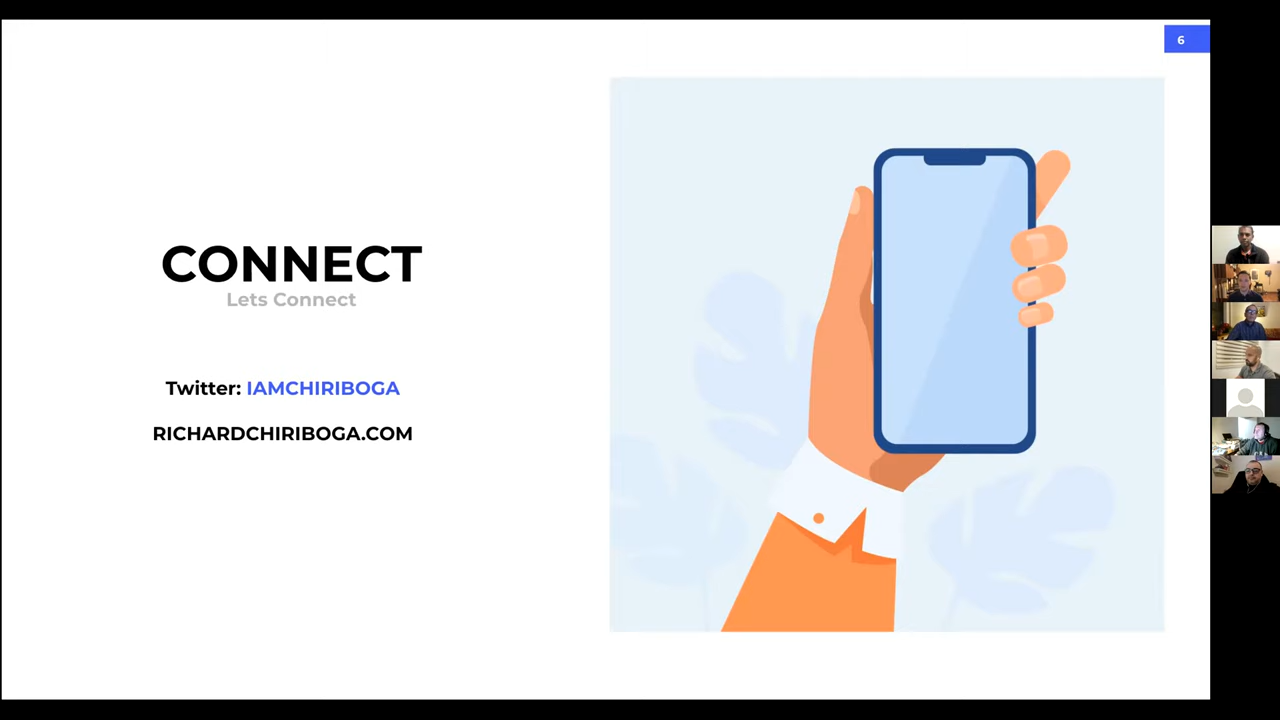 6
CONNECT
Lets Connect
Twitter: IAMCHIRIBOGA
RICHARDCHIRIBOGA.COM